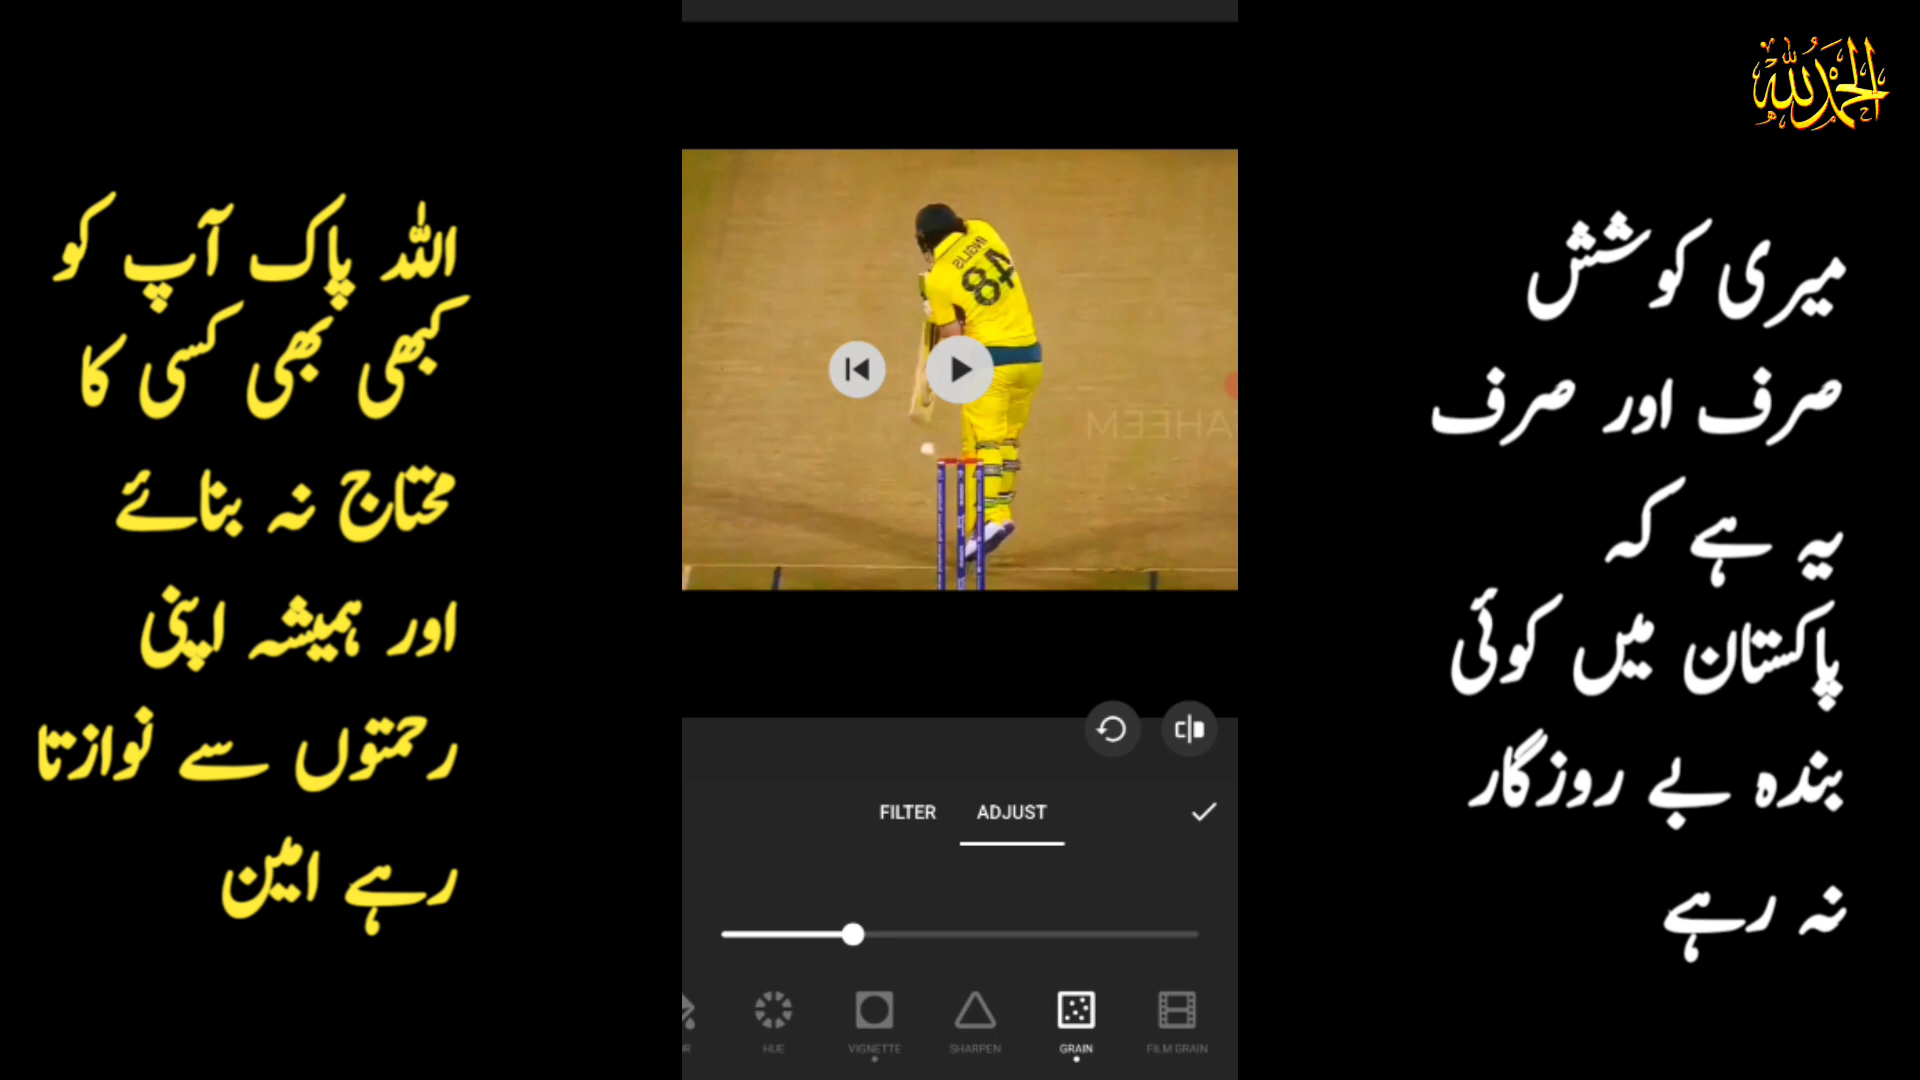 الحمدللہ
میری کوشش
صرف اور صرف
یہ ہے کہ
پاکستان میں کوئی
بندہ بے روزگار
نہ رہے
اللہ پاک آپ کو
کبھی بھی کسی کا
محتاج نہ بنائے
اور ہمیشہ اپنی
رحمتوں سے نوازتا
رہے امین
INGLIS
48
FILTER ADJUST
HUE VIGNETTE SHARPEN GRAIN FILM GRAIN